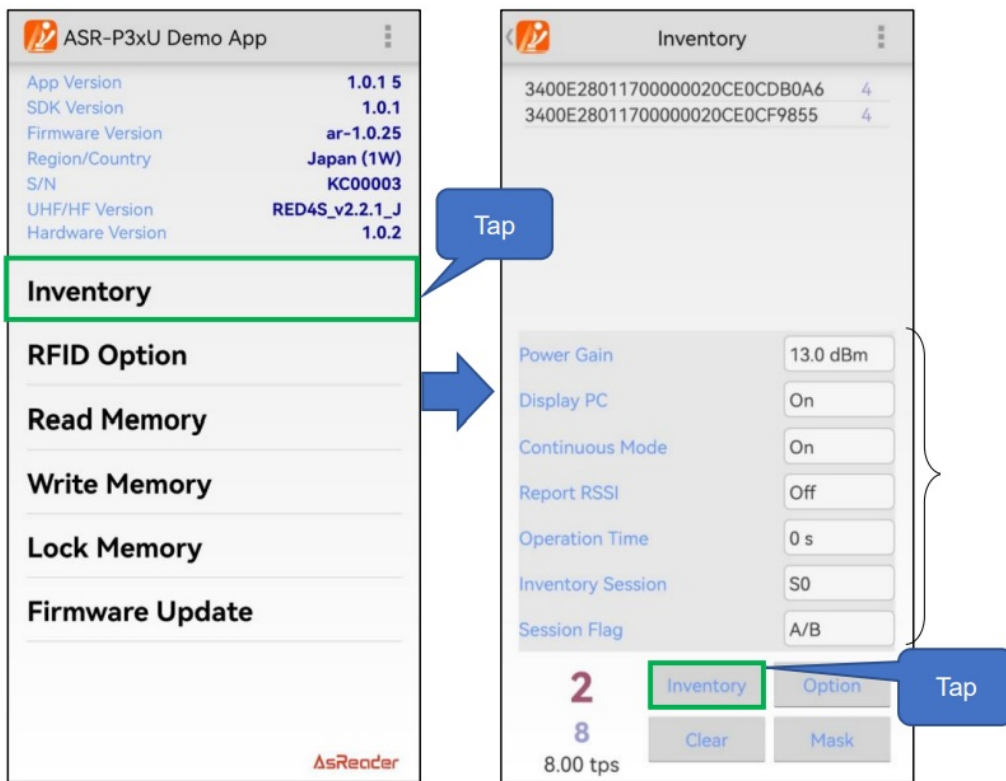 ASR-P3xU Demo App
App Version 1.0.1 5
SDK Version 1.0.1
Firmware Version ar-1.0.25
Region/Country Japan (1W)
S/N KC00003
UHF/HF Version RED4S_v2.2.1_J
Hardware Version 1.0.2
Inventory
RFID Option
Read Memory
Write Memory
Lock Memory
Firmware Update
AsReader
Tap
Inventory
3400E28011700000020CE0CDB0A6 4
3400E28011700000020CE0CF9855 4
Power Gain 13.0 dBm
Display PC On
Continuous Mode On
Report RSSI Off
Operation Time 0 s
Inventory Session S0
Session Flag A/B
2 Inventory Option
8 Clear Mask
8.00 tps
Tap